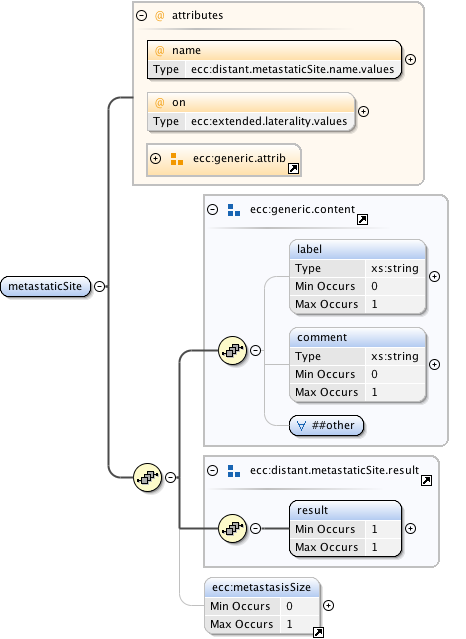 @ attributes
@ name
Type ecc:distant.metastaticSite.name.values
@ on
Type ecc:extended.laterality.values
ecc:generic.attrib
metastaticSite
ecc:generic.content
label
Type xs:string
Min Occurs 0
Max Occurs 1
comment
Type xs:string
Min Occurs 0
Max Occurs 1
∀ ##other
ecc:distant.metastaticSite.result
result
Min Occurs 1
Max Occurs 1
ecc:metastasisSize
Min Occurs 0
Max Occurs 1